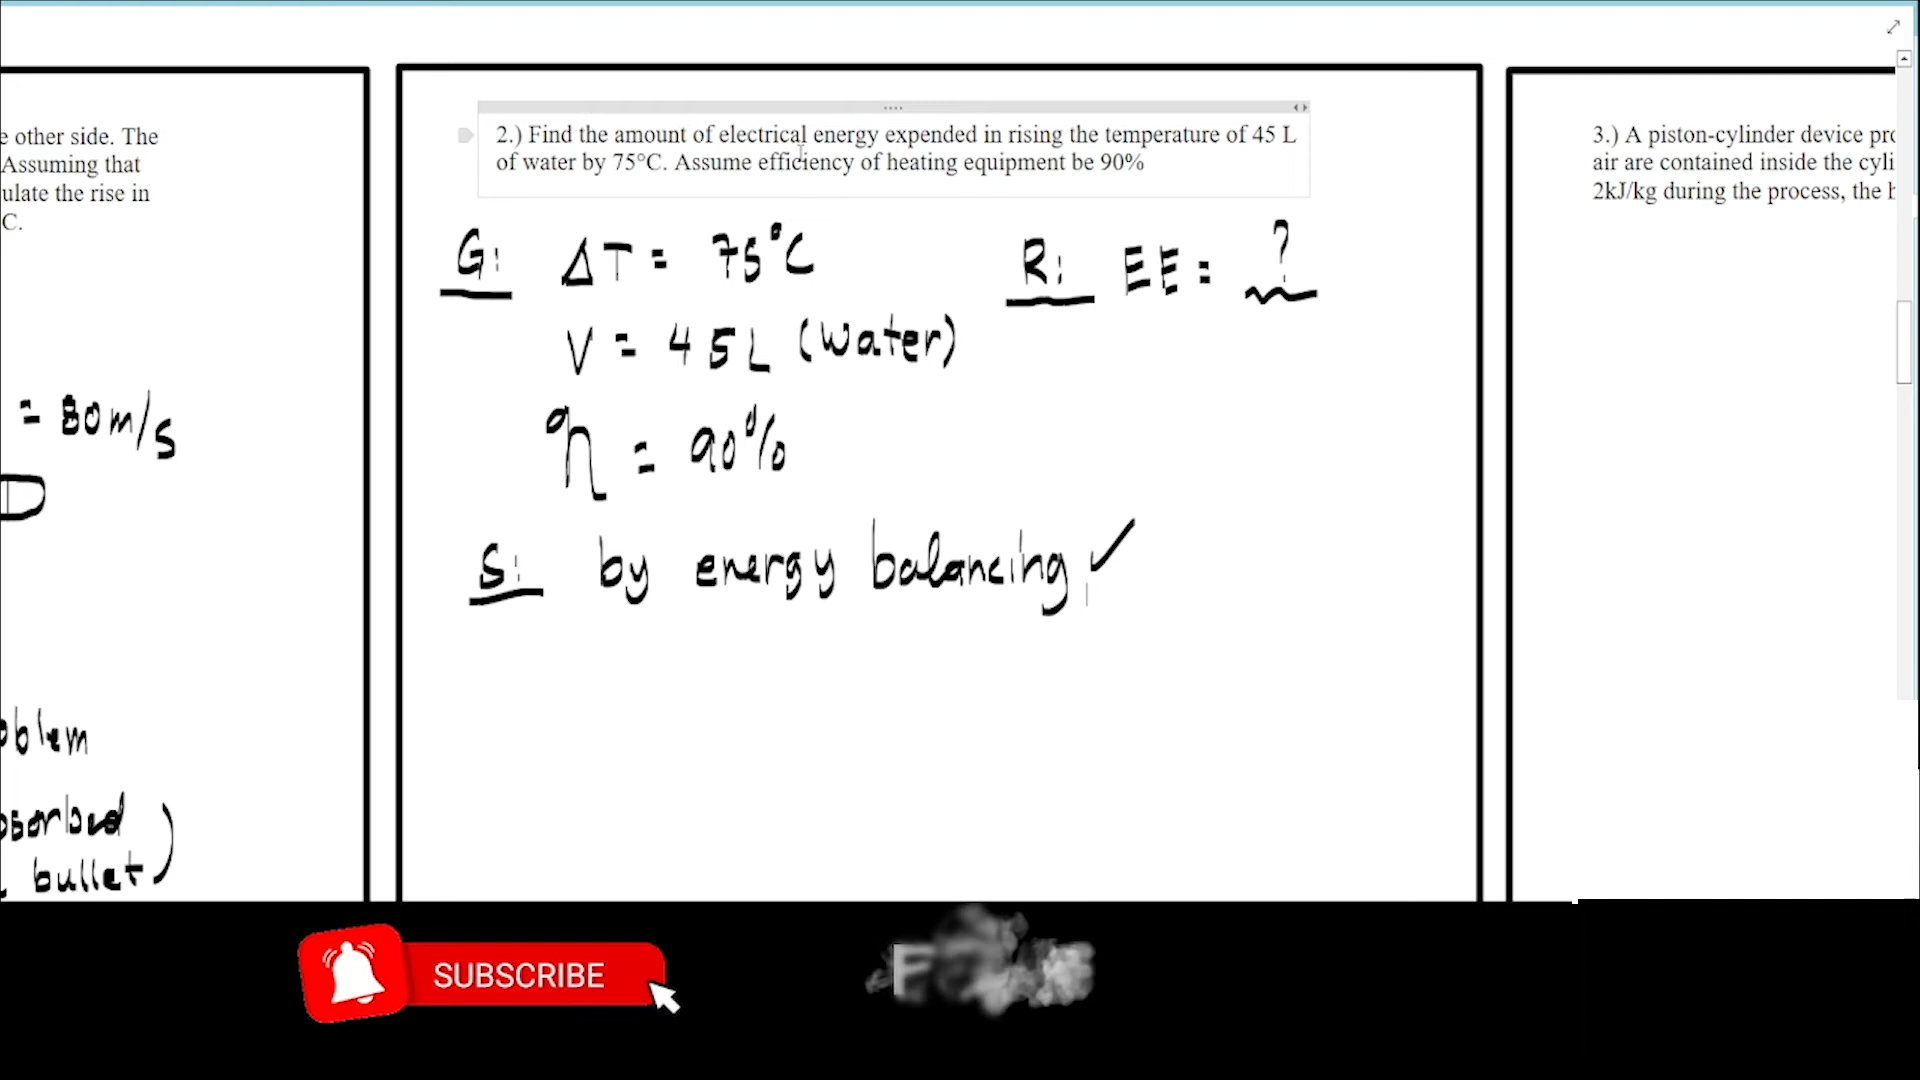 e other side. The
Assuming that
ulate the rise in
C.
= 80m/s
oblem
bsorbed
bullet)
2.) Find the amount of electrical energy expended in rising the temperature of 45 L
of water by 75°C. Assume efficiency of heating equipment be 90%
G: ΔT = 75°C
R: EE = ?
V = 45L (Water)
η = 90%
S: by energy balancing ✓
3.) A piston-cylinder device pro
air are contained inside the cyli
2kJ/kg during the process, the h
SUBSCRIBE